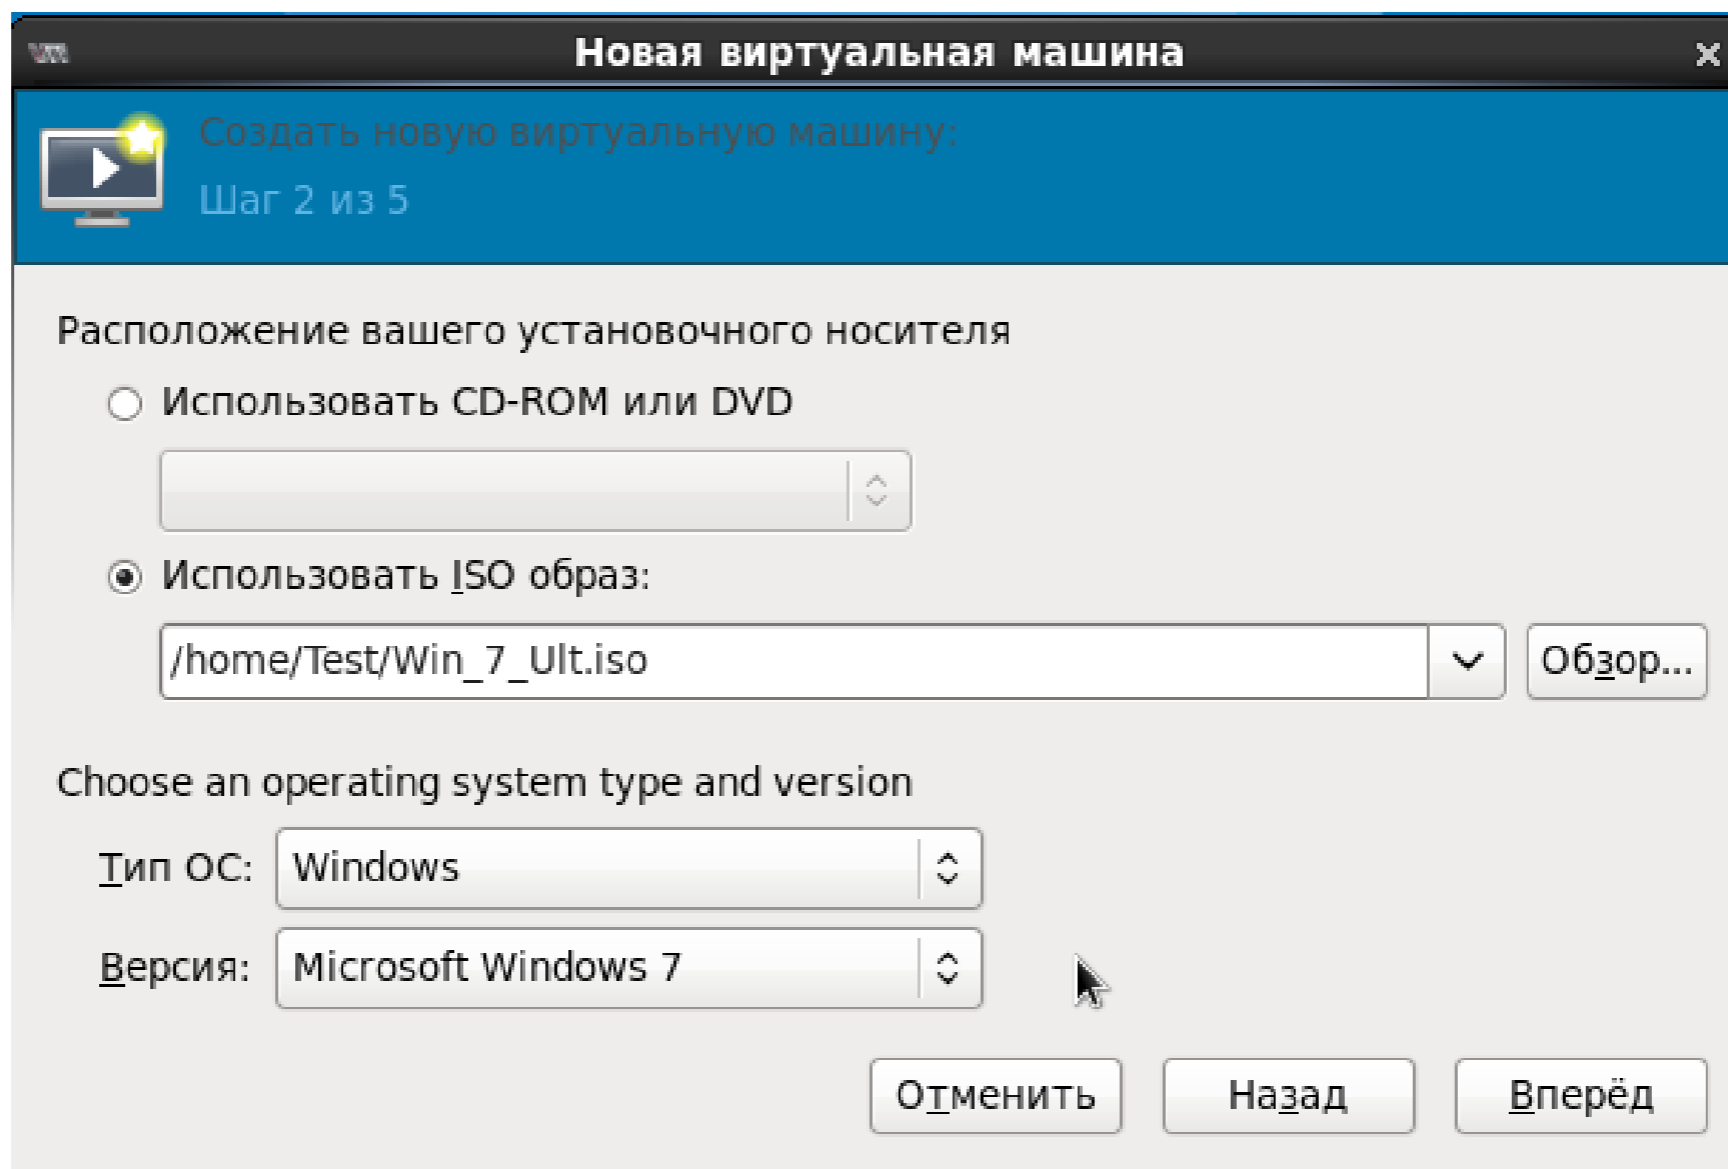 Новая виртуальная машина
Создать новую виртуальную машину:
Шаг 2 из 5
Расположение вашего установочного носителя
Использовать CD-ROM или DVD
Использовать ISO образ:
/home/Test/Win_7_Ult.iso
Обзор...
Choose an operating system type and version
Тип ОС: Windows
Версия: Microsoft Windows 7
Отменить Назад Вперёд